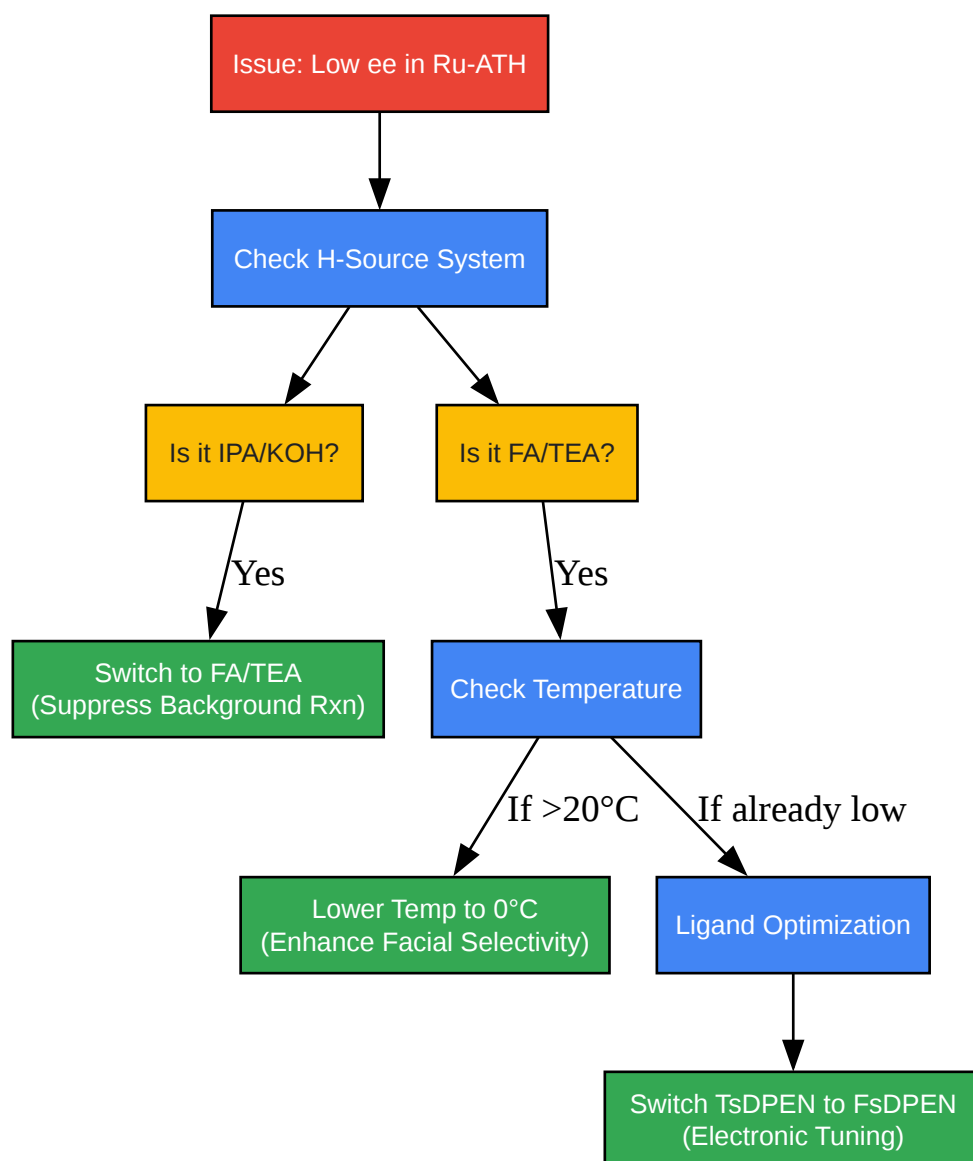 Issue: Low ee in Ru-ATH
Check H-Source System
Is it IPA/KOH?
Is it FA/TEA?
Yes
Yes
Switch to FA/TEA
(Suppress Background Rxn)
Check Temperature
If >20°C
If already low
Lower Temp to 0°C
(Enhance Facial Selectivity)
Ligand Optimization
Switch TsDPEN to FsDPEN
(Electronic Tuning)